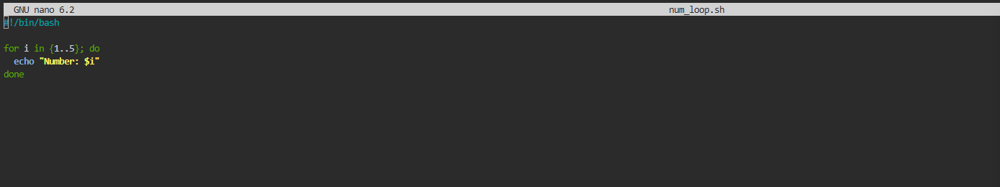 GNU nano 6.2 num_loop.sh
#!/bin/bash
for i in {1..5}; do
  echo "Number: $i"
done